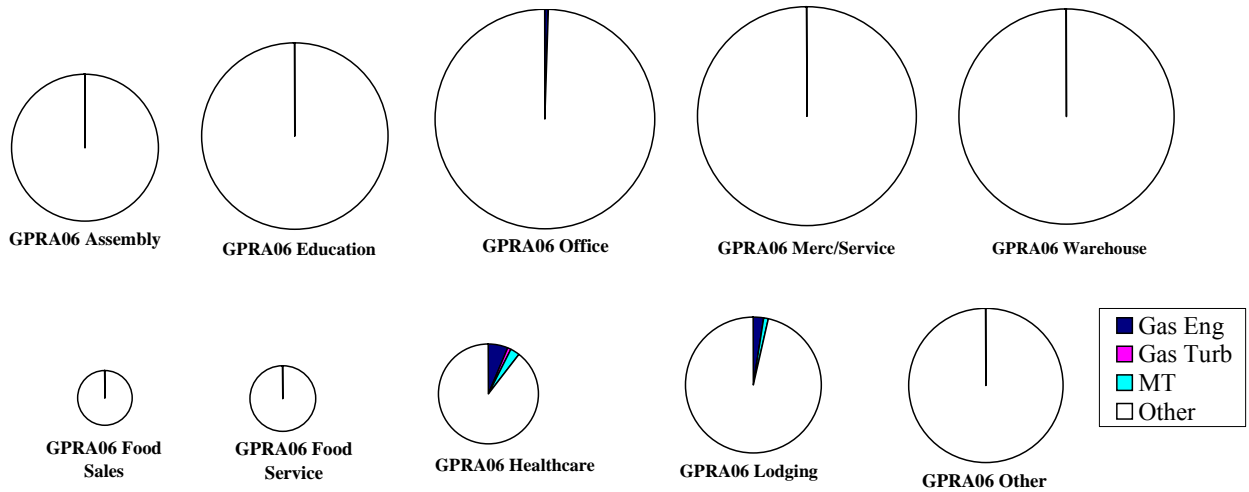 GPRA06 Assembly
GPRA06 Education
GPRA06 Office
GPRA06 Merc/Service
GPRA06 Warehouse
GPRA06 Food
Sales
GPRA06 Food
Service
GPRA06 Healthcare
GPRA06 Lodging
GPRA06 Other
Gas Eng
Gas Turb
MT
Other